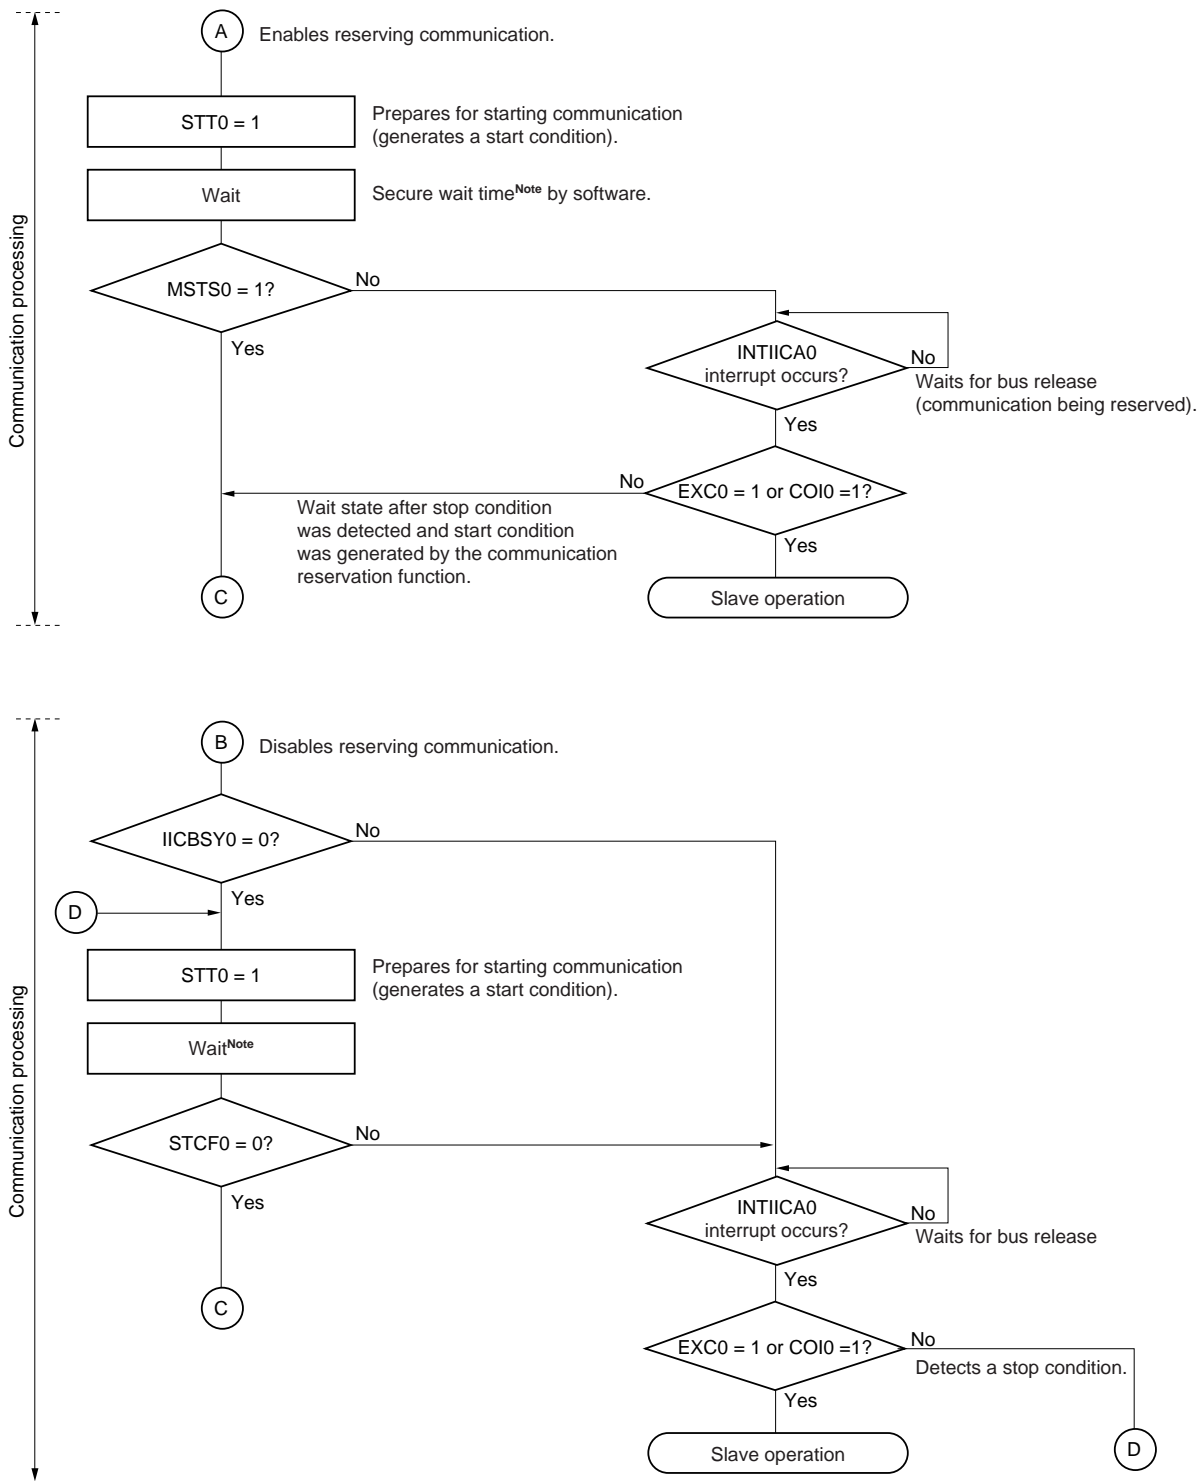 A
Enables reserving communication.
STT0 = 1
Prepares for starting communication
(generates a start condition).
Wait
Secure wait timeNote by software.
MSTS0 = 1?
No
Yes
INTIICA0
interrupt occurs?
No
Waits for bus release
(communication being reserved).
Yes
EXC0 = 1 or COI0 =1?
No
Wait state after stop condition
was detected and start condition
was generated by the communication
reservation function.
Yes
C
Slave operation
Communication processing
B
Disables reserving communication.
IICBSY0 = 0?
No
Yes
D
STT0 = 1
Prepares for starting communication
(generates a start condition).
WaitNote
STCF0 = 0?
No
Yes
INTIICA0
interrupt occurs?
No
Waits for bus release
Yes
C
EXC0 = 1 or COI0 =1?
No
Detects a stop condition.
Yes
Slave operation
D
Communication processing